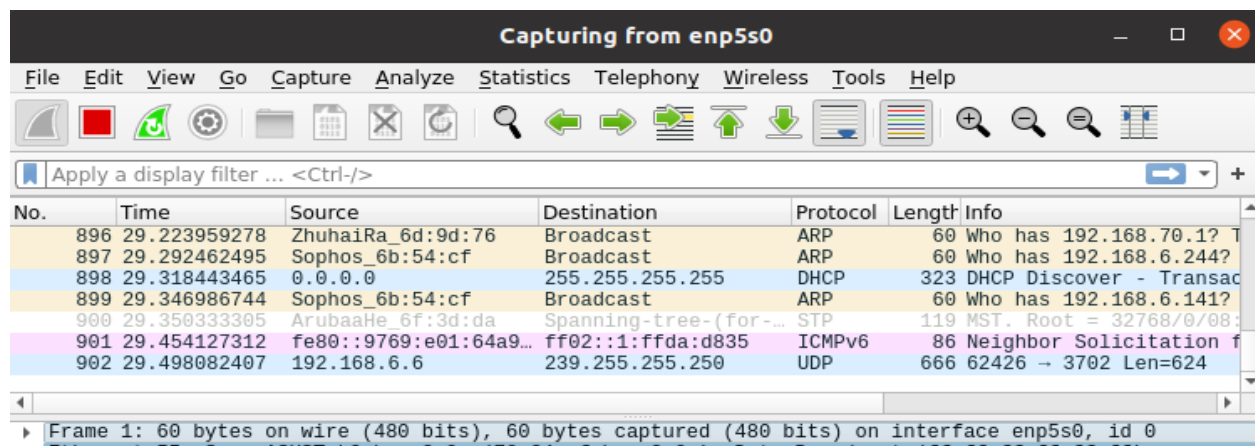 Capturing from enp5s0
File Edit View Go Capture Analyze Statistics Telephony Wireless Tools Help
Apply a display filter ... <Ctrl-/>
No. Time Source Destination Protocol Length Info
896 29.223959278 ZhuhaiRa_6d:9d:76 Broadcast ARP 60 Who has 192.168.70.1? T
897 29.292462495 Sophos_6b:54:cf Broadcast ARP 60 Who has 192.168.6.244?
898 29.318443465 0.0.0.0 255.255.255.255 DHCP 323 DHCP Discover - Transac
899 29.346986744 Sophos_6b:54:cf Broadcast ARP 60 Who has 192.168.6.141?
900 29.350333305 ArubaaHe_6f:3d:da Spanning-tree-(for-… STP 119 MST. Root = 32768/0/08:
901 29.454127312 fe80::9769:e01:64a9… ff02::1:ffda:d835 ICMPv6 86 Neighbor Solicitation f
902 29.498082407 192.168.6.6 239.255.255.250 UDP 666 62426 → 3702 Len=624
Frame 1: 60 bytes on wire (480 bits), 60 bytes captured (480 bits) on interface enp5s0, id 0